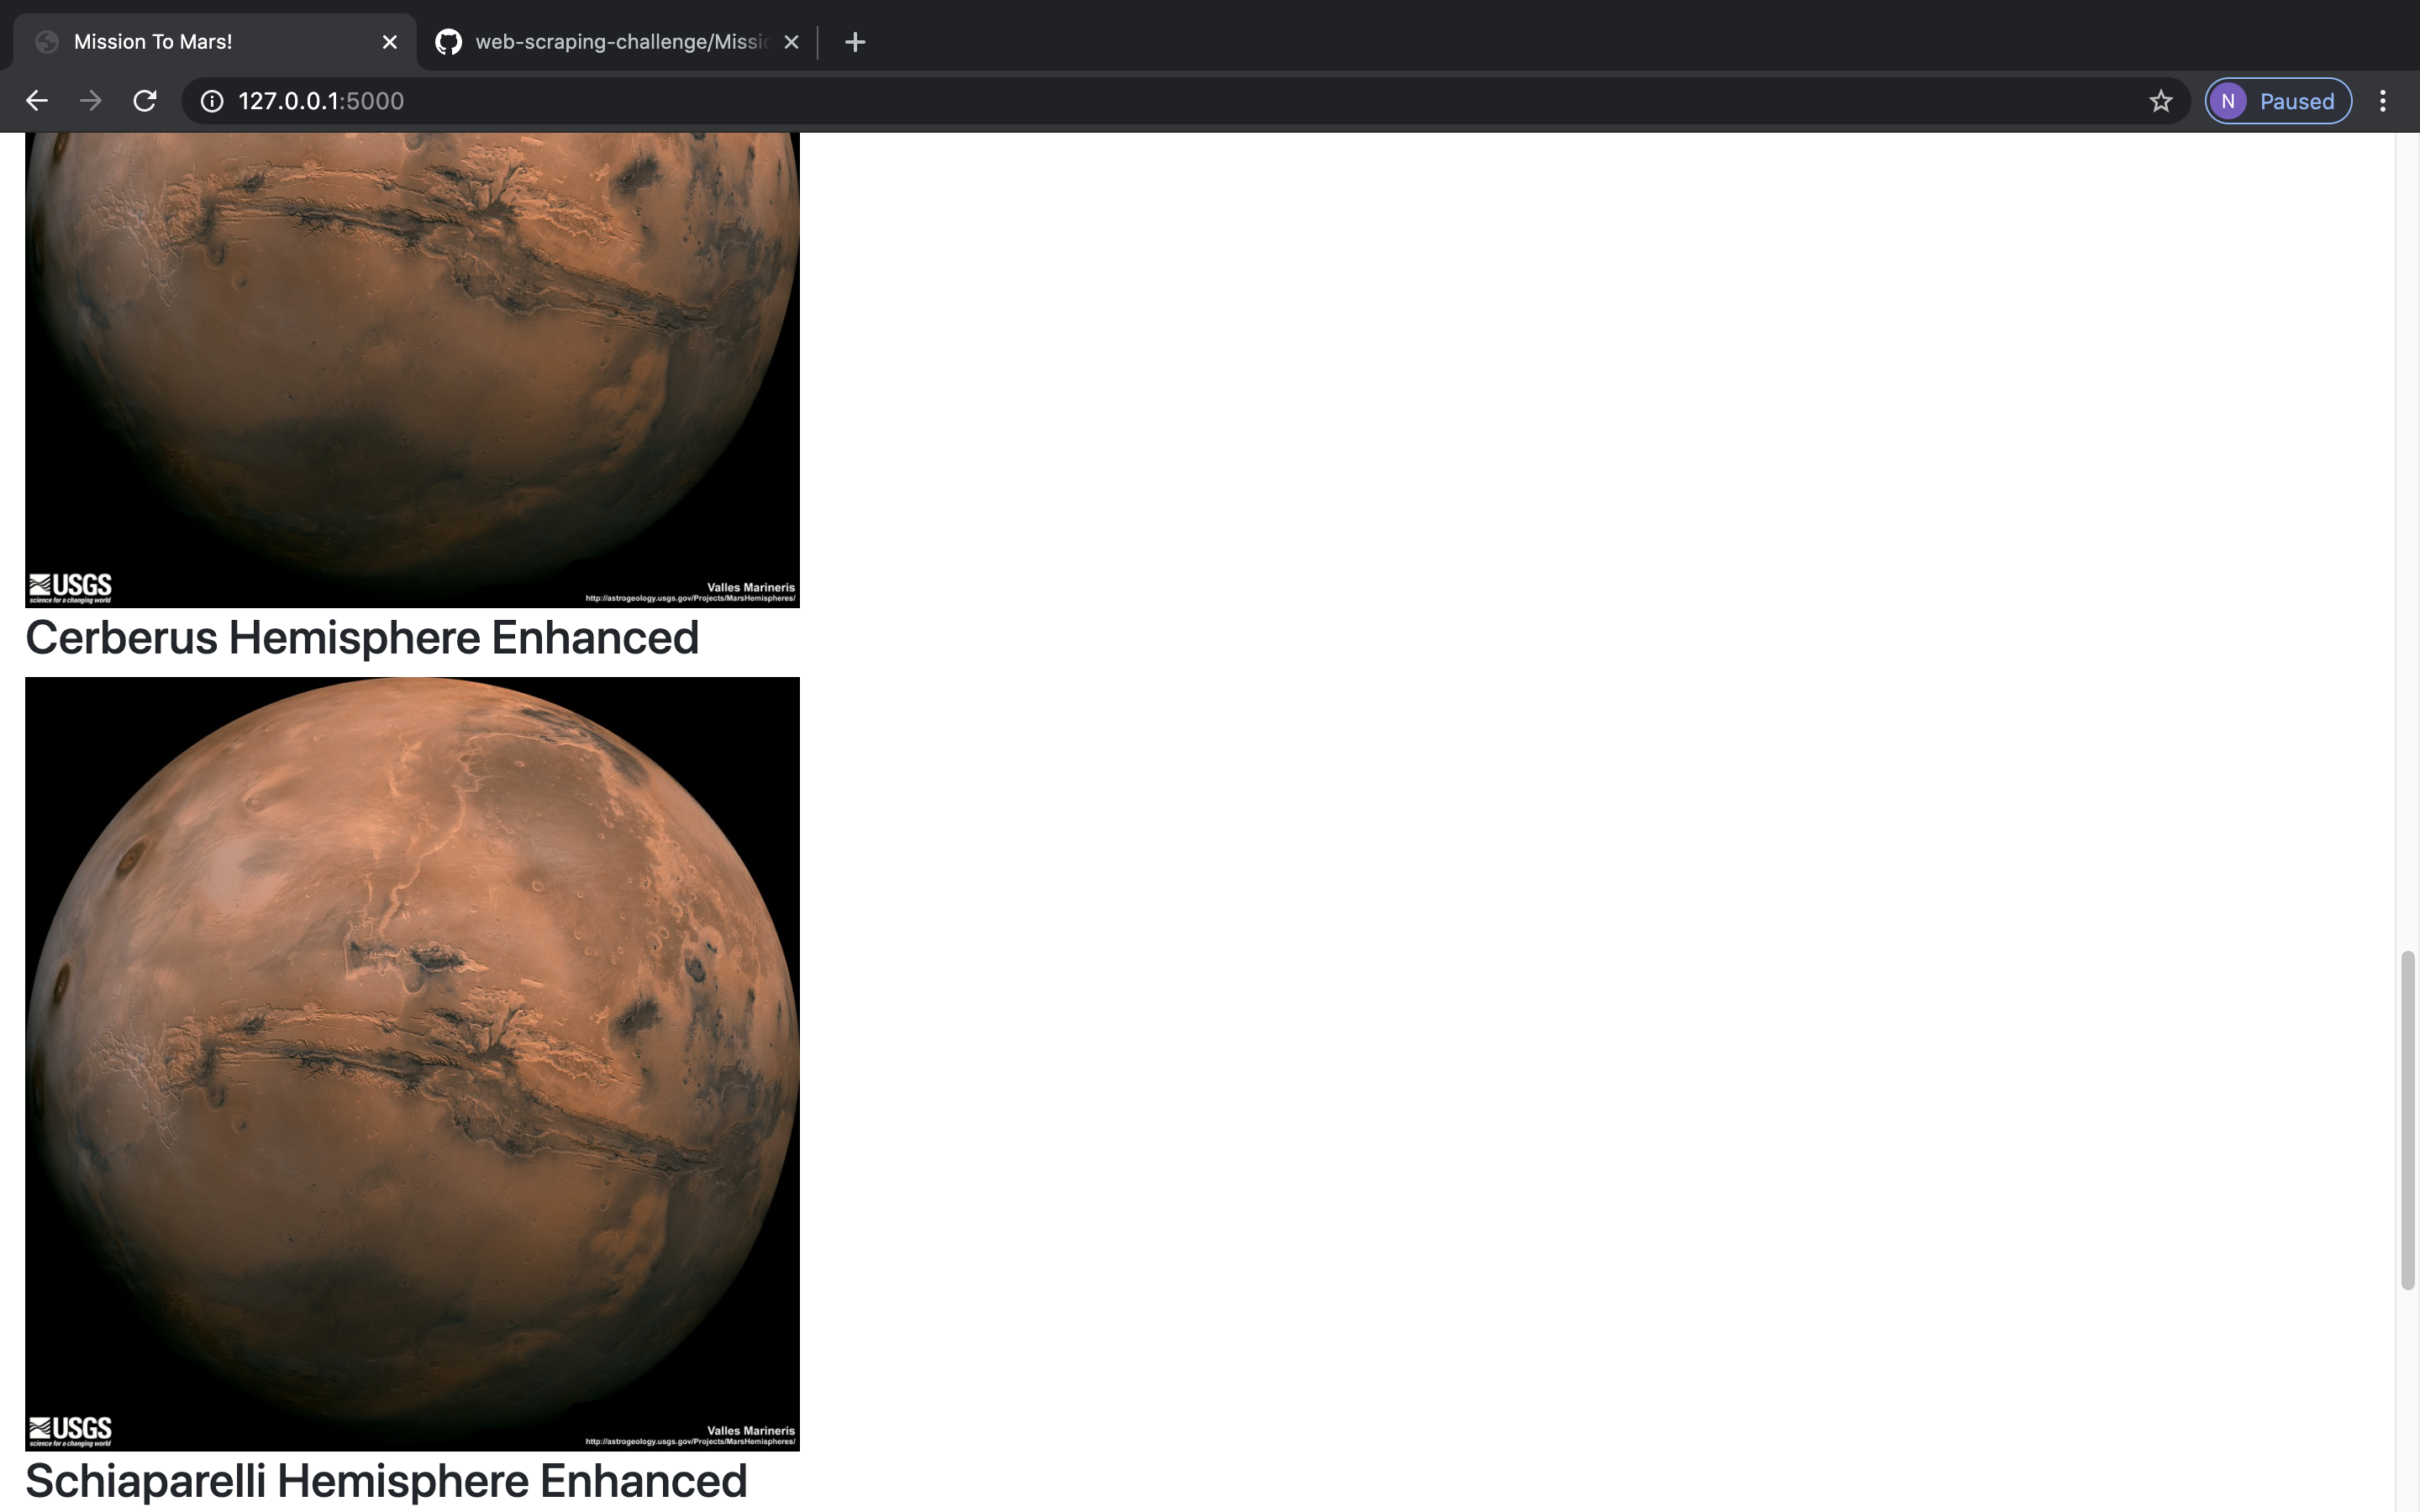 Mission To Mars!
web-scraping-challenge/Missic
127.0.0.1:5000
N Paused
USGS
science for a changing world
Valles Marineris
http://astrogeology.usgs.gov/Projects/MarsHemispheres/
Cerberus Hemisphere Enhanced
USGS
science for a changing world
Valles Marineris
http://astrogeology.usgs.gov/Projects/MarsHemispheres/
Schiaparelli Hemisphere Enhanced